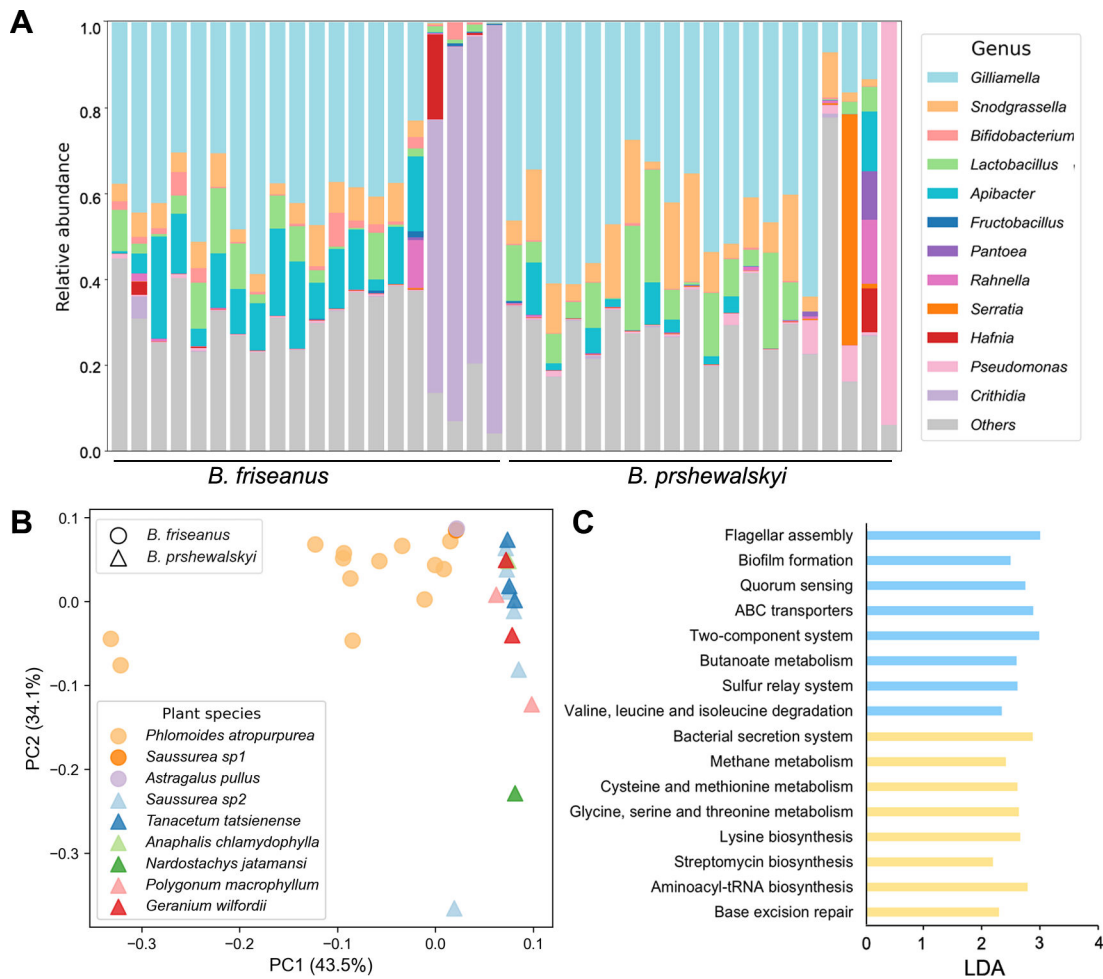 A
1.0
0.8
0.6
0.4
0.2
0.0
Relative abundance
B. friseanus
B. prshewalskyi
Genus
Gilliamella
Snodgrassella
Bifidobacterium
Lactobacillus
Apibacter
Fructobacillus
Pantoea
Rahnella
Serratia
Hafnia
Pseudomonas
Crithidia
Others
B
B. friseanus
B. prshewalskyi
0.1
0.0
−0.1
−0.2
−0.3
PC2 (34.1%)
Plant species
Phlomoides atropurpurea
Saussurea sp1
Astragalus pullus
Saussurea sp2
Tanacetum tatsienense
Anaphalis chlamydophylla
Nardostachys jatamansi
Polygonum macrophyllum
Geranium wilfordii
−0.3 −0.2 −0.1 0.0 0.1
PC1 (43.5%)
C
Flagellar assembly
Biofilm formation
Quorum sensing
ABC transporters
Two-component system
Butanoate metabolism
Sulfur relay system
Valine, leucine and isoleucine degradation
Bacterial secretion system
Methane metabolism
Cysteine and methionine metabolism
Glycine, serine and threonine metabolism
Lysine biosynthesis
Streptomycin biosynthesis
Aminoacyl-tRNA biosynthesis
Base excision repair
0 1 2 3 4
LDA